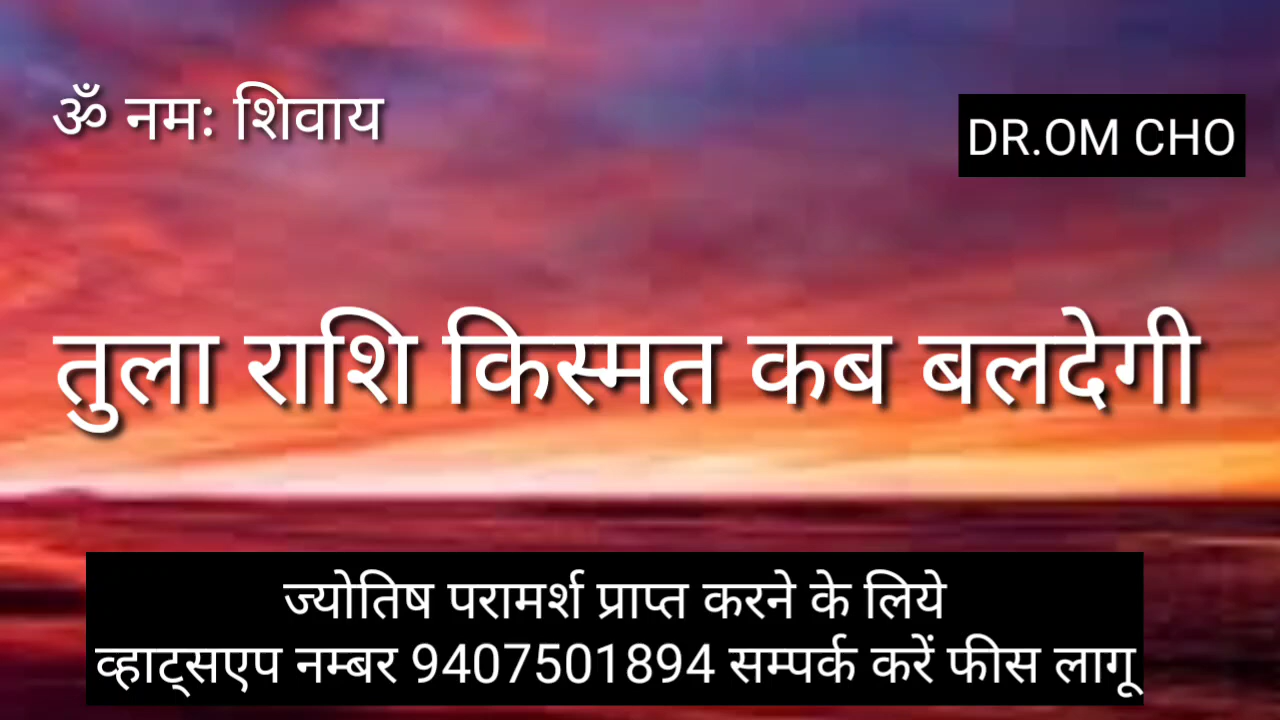 ॐ नमः शिवाय
DR.OM CHO
तुला राशि किस्मत कब बलदेगी
ज्योतिष परामर्श प्राप्त करने के लिये
व्हाट्सएप नम्बर 9407501894 सम्पर्क करें फीस लागू